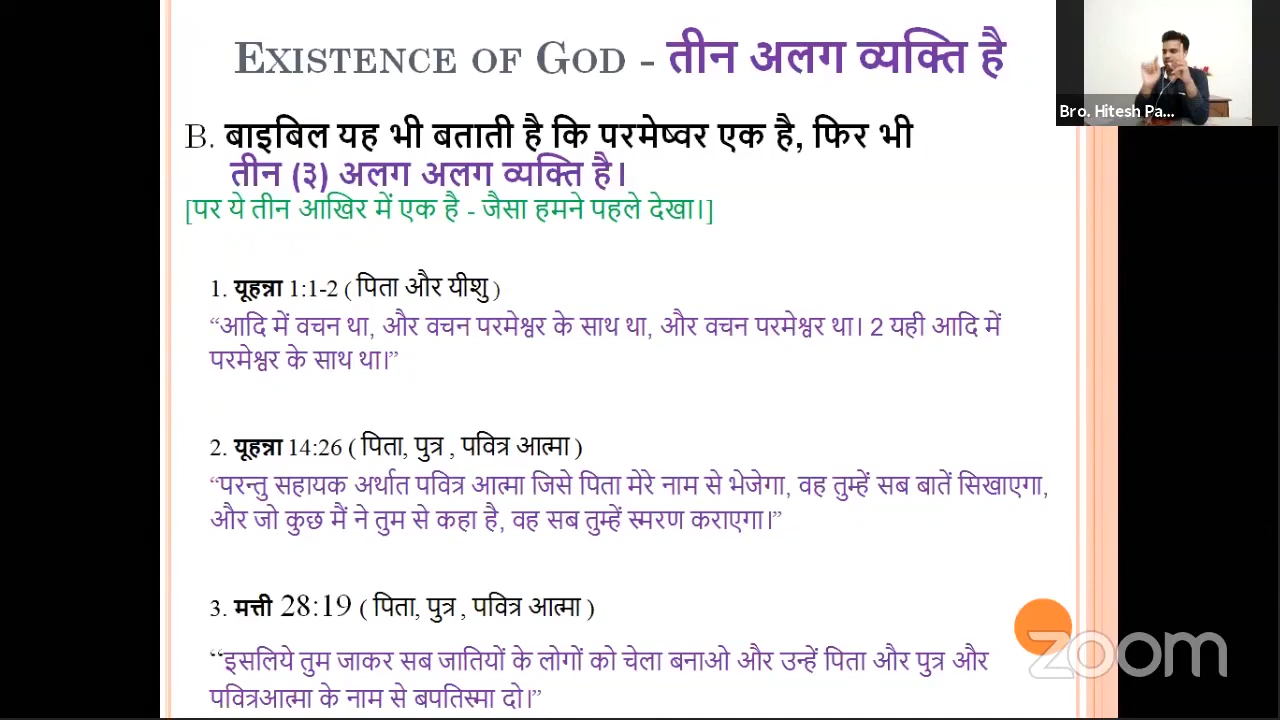 EXISTENCE OF GOD - तीन अलग व्यक्ति है
Bro. Hitesh Pa...
B. बाइबिल यह भी बताती है कि परमेष्वर एक है, फिर भी
तीन (३) अलग अलग व्यक्ति है।
[पर ये तीन आखिर में एक है - जैसा हमने पहले देखा।]
1. यूहन्ना 1:1-2 ( पिता और यीशु )
“आदि में वचन था, और वचन परमेश्वर के साथ था, और वचन परमेश्वर था। 2 यही आदि में
परमेश्वर के साथ था।”
2. यूहन्ना 14:26 ( पिता, पुत्र , पवित्र आत्मा )
“परन्तु सहायक अर्थात पवित्र आत्मा जिसे पिता मेरे नाम से भेजेगा, वह तुम्हें सब बातें सिखाएगा,
और जो कुछ मैं ने तुम से कहा है, वह सब तुम्हें स्मरण कराएगा।”
3. मत्ती 28:19 ( पिता, पुत्र , पवित्र आत्मा )
“इसलिये तुम जाकर सब जातियों के लोगों को चेला बनाओ और उन्हें पिता और पुत्र और
पवित्रआत्मा के नाम से बपतिस्मा दो।”
zoom